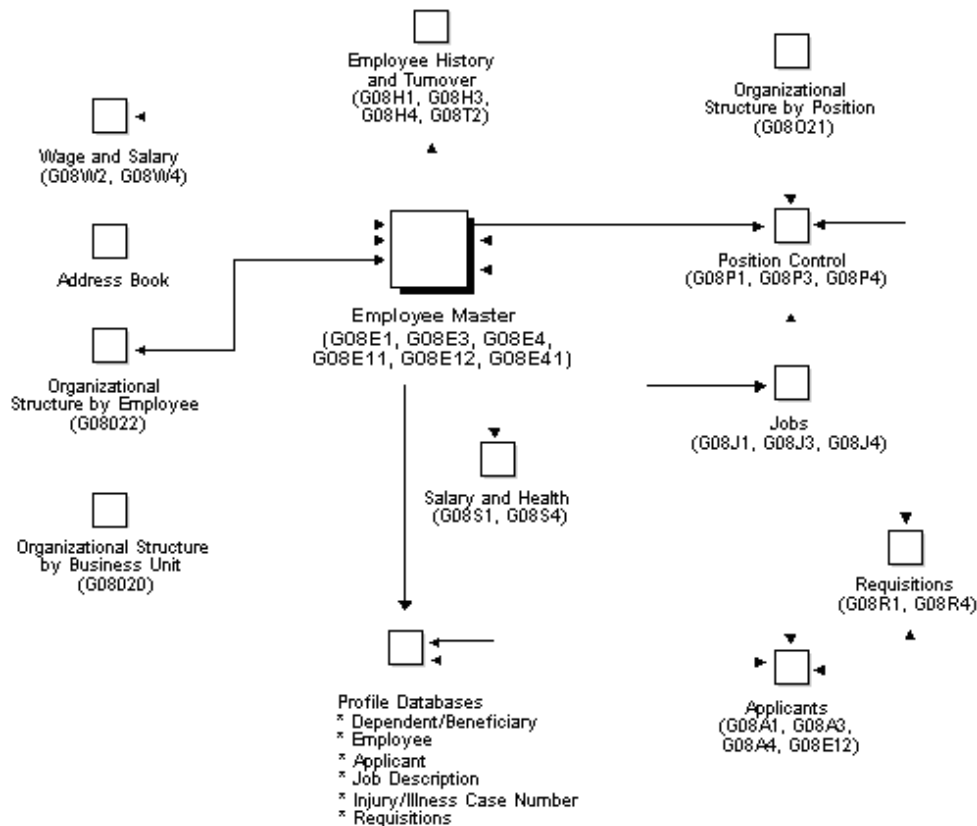 Employee History
and Turnover
(G08H1, G08H3,
G08H4, G08T2)
Organizational
Structure by Position
(G08O21)
Wage and Salary
(G08W2, G08W4)
Address Book
Position Control
(G08P1, G08P3, G08P4)
Employee Master
(G08E1, G08E3, G08E4,
G08E11, G08E12, G08E41)
Organizational
Structure by Employee
(G08022)
Jobs
(G08J1, G08J3, G08J4)
Salary and Health
(G08S1, G08S4)
Organizational Structure
by Business Unit
(G08020)
Requisitions
(G08R1, G08R4)
Applicants
(G08A1, G08A3,
G08A4, G08E12)
Profile Databases
* Dependent/Beneficiary
* Employee
* Applicant
* Job Description
* Injury/Illness Case Number
* Requisitions